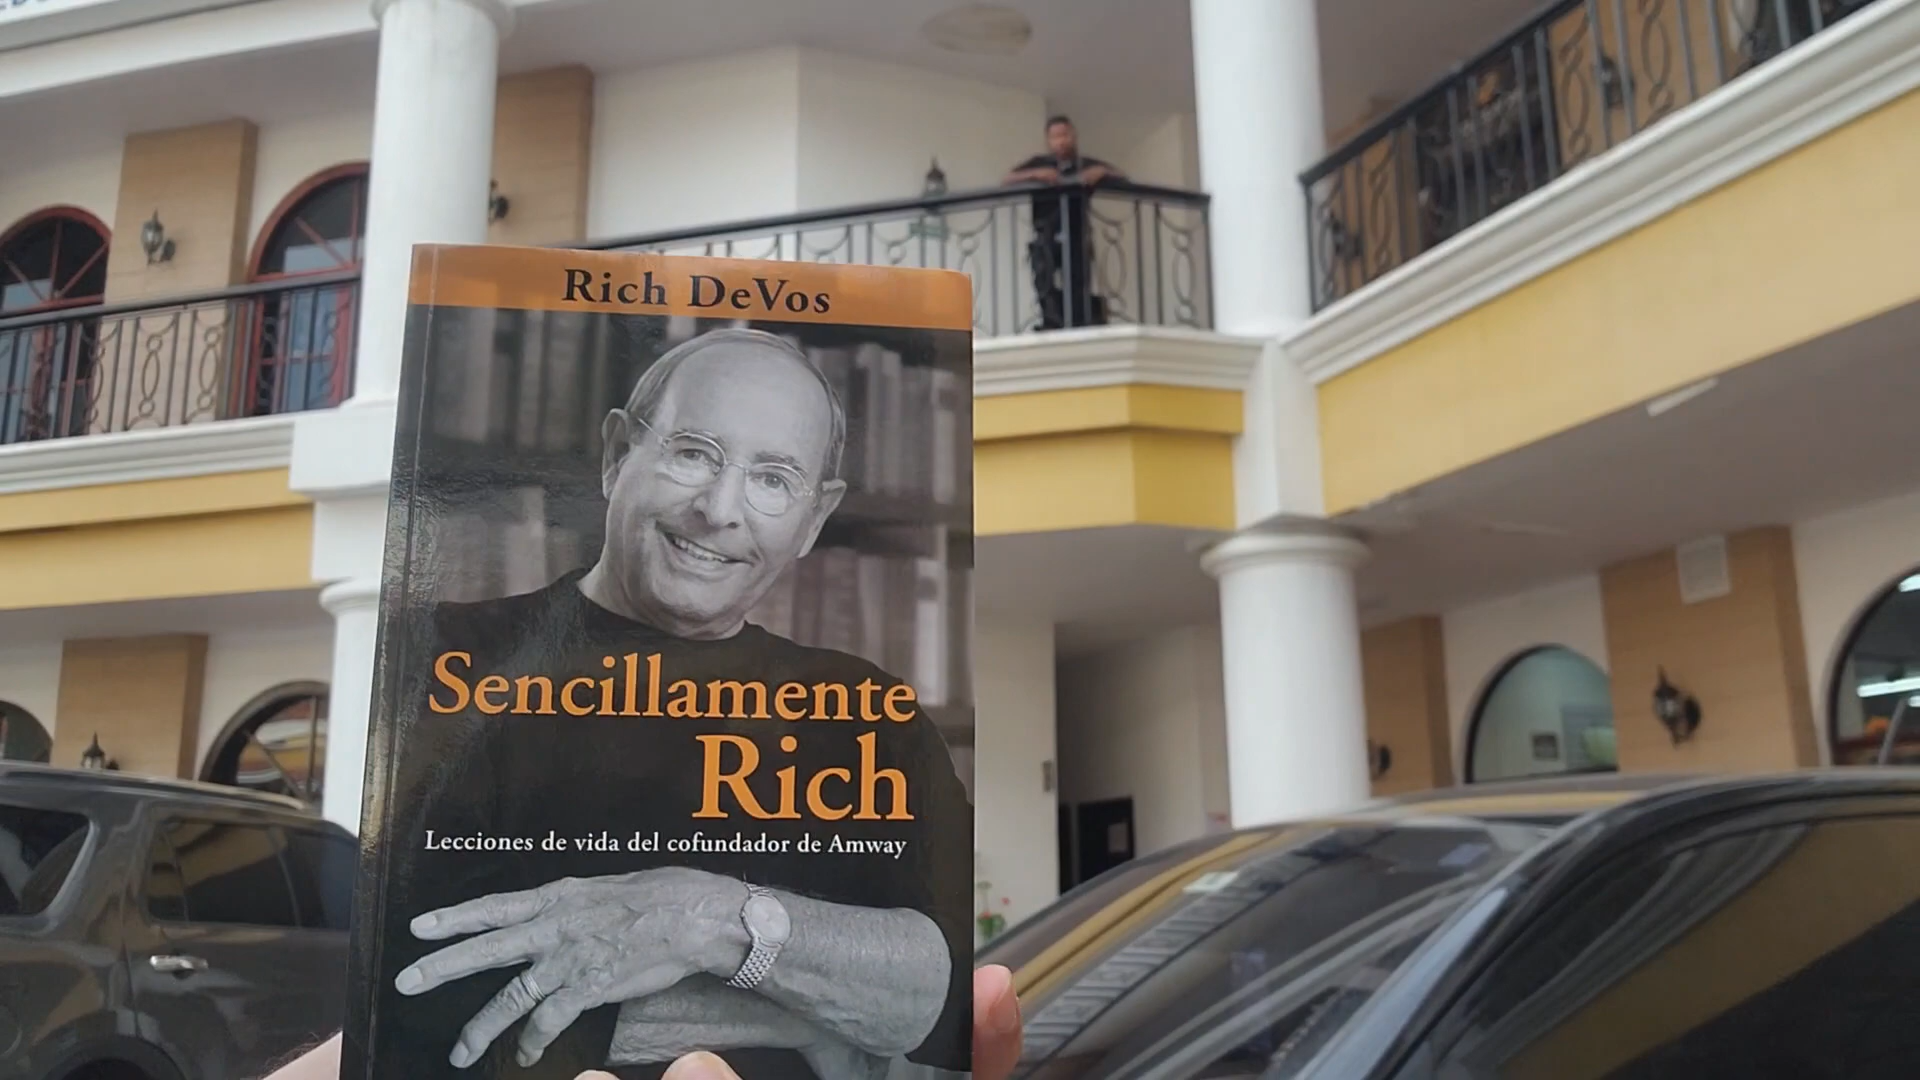 Rich DeVos
Sencillamente
Rich
Lecciones de vida del cofundador de Amway